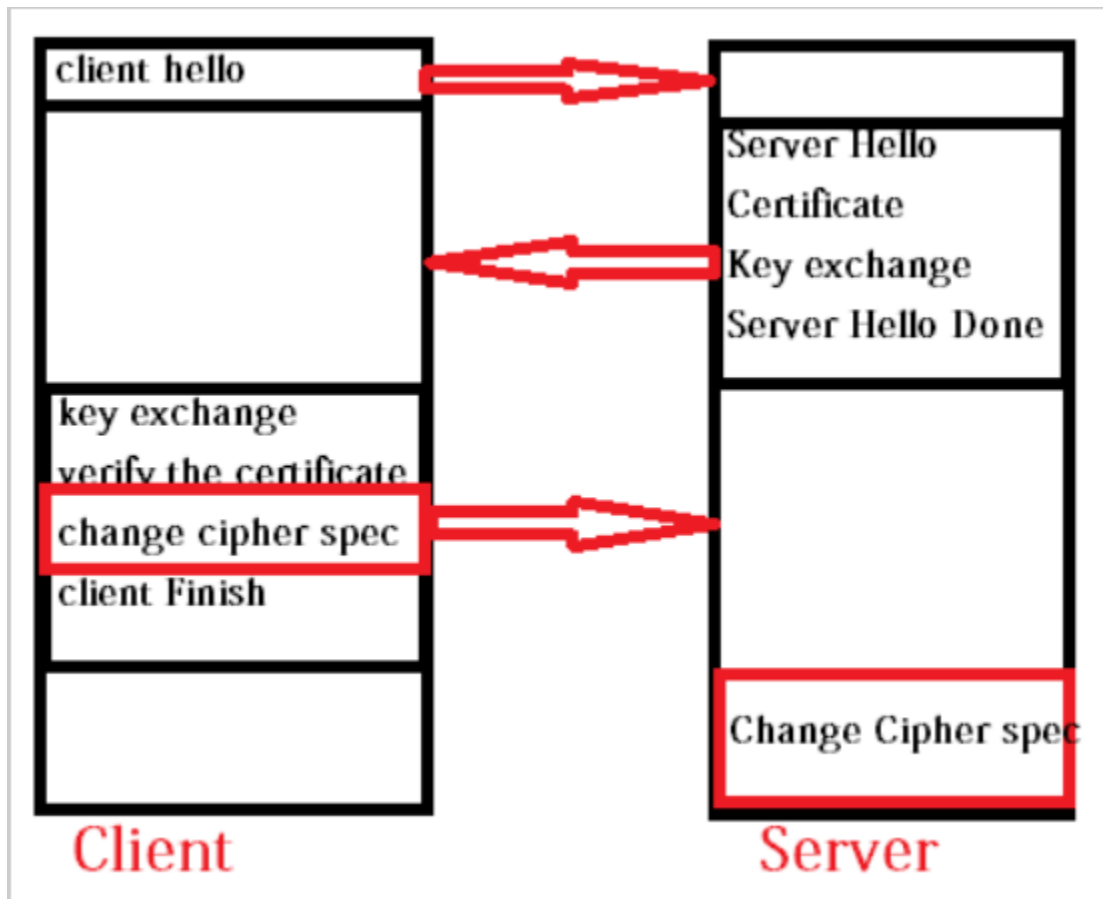 client hello
Server Hello
Certificate
Key exchange
Server Hello Done
key exchange
verify the certificate
change cipher spec
client Finish
Change Cipher spec
Client
Server